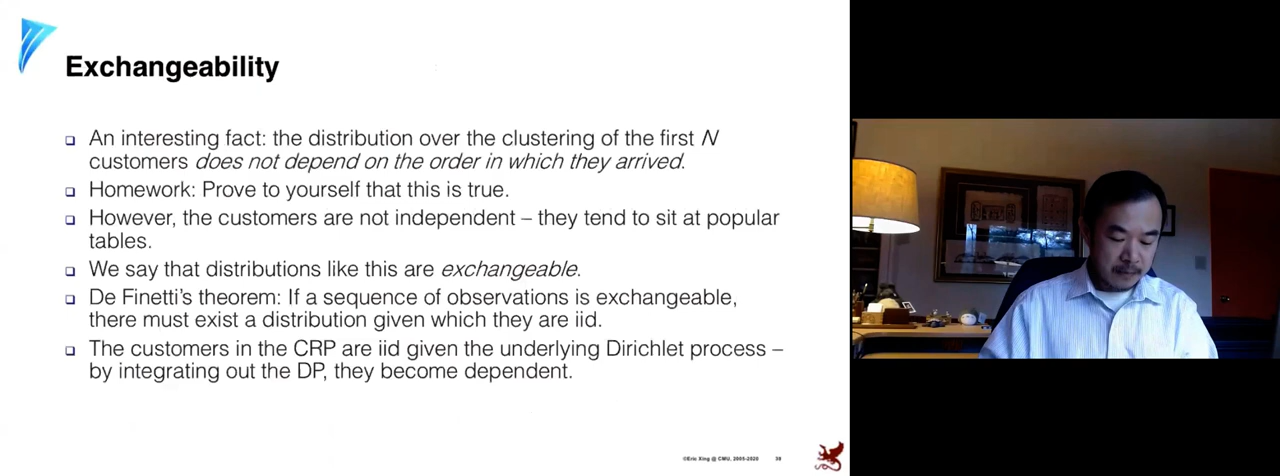 Exchangeability
❑ An interesting fact: the distribution over the clustering of the first N
customers does not depend on the order in which they arrived.
❑ Homework: Prove to yourself that this is true.
❑ However, the customers are not independent – they tend to sit at popular
tables.
❑ We say that distributions like this are exchangeable.
❑ De Finetti's theorem: If a sequence of observations is exchangeable,
there must exist a distribution given which they are iid.
❑ The customers in the CRP are iid given the underlying Dirichlet process –
by integrating out the DP, they become dependent.
©Eric Xing @ CMU, 2005-2020 39